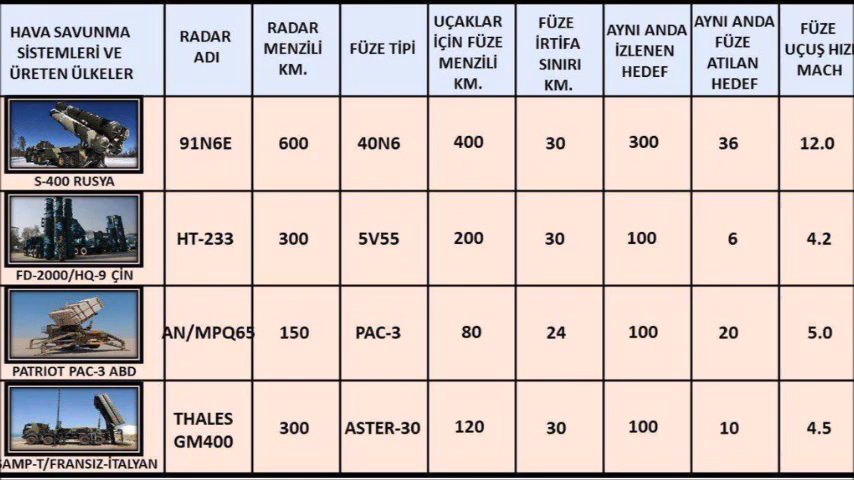 HAVA SAVUNMA
SİSTEMLERİ VE
ÜRETEN ÜLKELER
RADAR
ADI
RADAR
MENZİLİ
KM.
FÜZE TİPİ
UÇAKLAR
İÇİN FÜZE
MENZİLİ
KM.
FÜZE
İRTİFA
SINIRI
KM.
AYNI ANDA
İZLENEN
HEDEF
AYNI ANDA
FÜZE
ATILAN
HEDEF
FÜZE
UÇUŞ HIZI
MACH
S-400 RUSYA
91N6E
600
40N6
400
30
300
36
12.0
FD-2000/HQ-9 ÇİN
HT-233
300
5V55
200
30
100
6
4.2
PATRIOT PAC-3 ABD
AN/MPQ65
150
PAC-3
80
24
100
20
5.0
SAMP-T/FRANSIZ-İTALYAN
THALES
GM400
300
ASTER-30
120
30
100
10
4.5